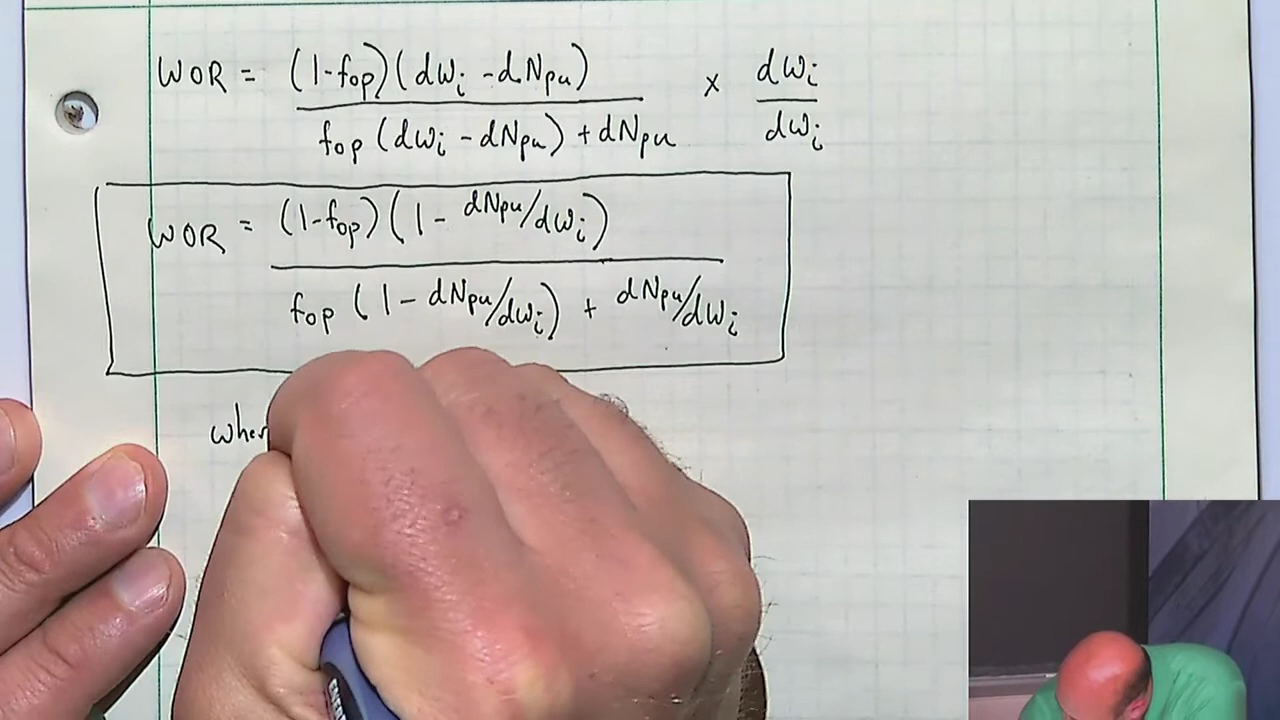 WOR = (1-fop)(dWi - dNpu) / fop (dWi - dNpu) + dNpu × dWi / dWi
WOR = (1-fop)(1 - dNpu/dWi) / fop (1 - dNpu/dWi) + dNpu/dWi